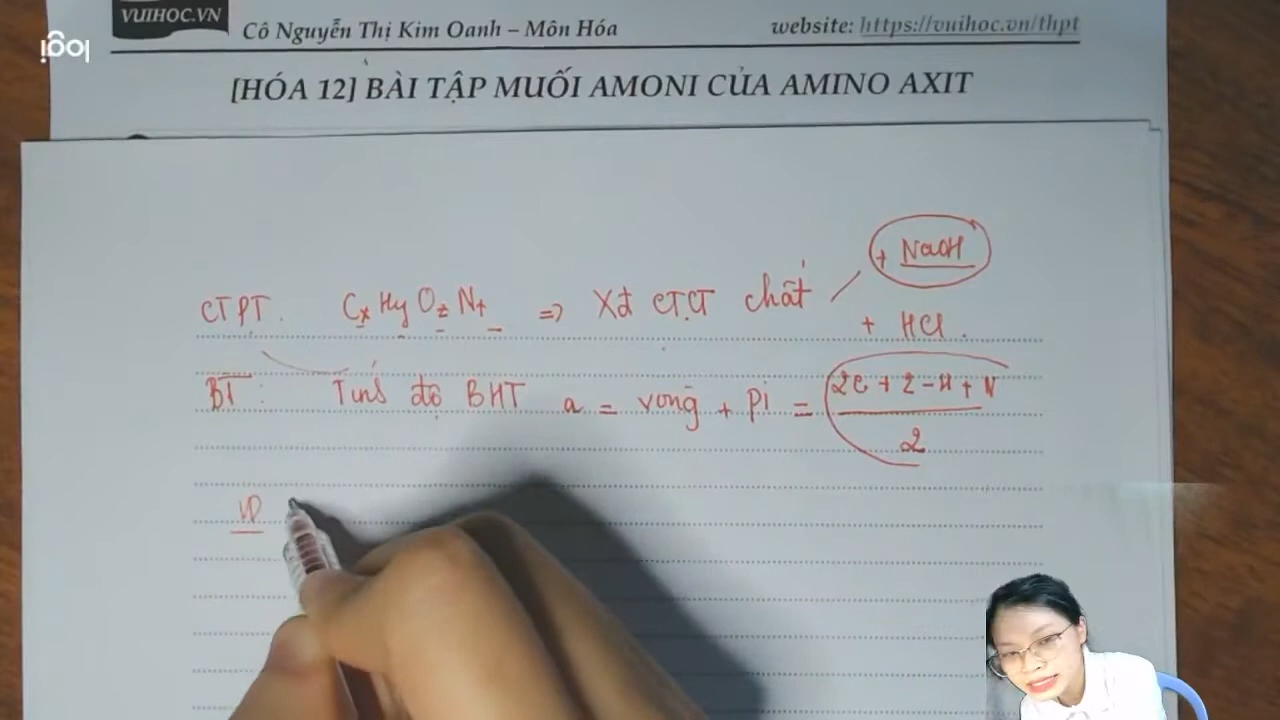 VUIHOC.VN
Cô Nguyễn Thị Kim Oanh – Môn Hóa
website: https://vuihoc.vn/thpt
logi
[HÓA 12] BÀI TẬP MUỐI AMONI CỦA AMINO AXIT
+ NaOH
CTPT. CxHyOzNt => Xđ CTCT chất
+ HCl.
BT: Tính độ BHT a = vòng + pi = (2C + 2 - H + N)/2
VD